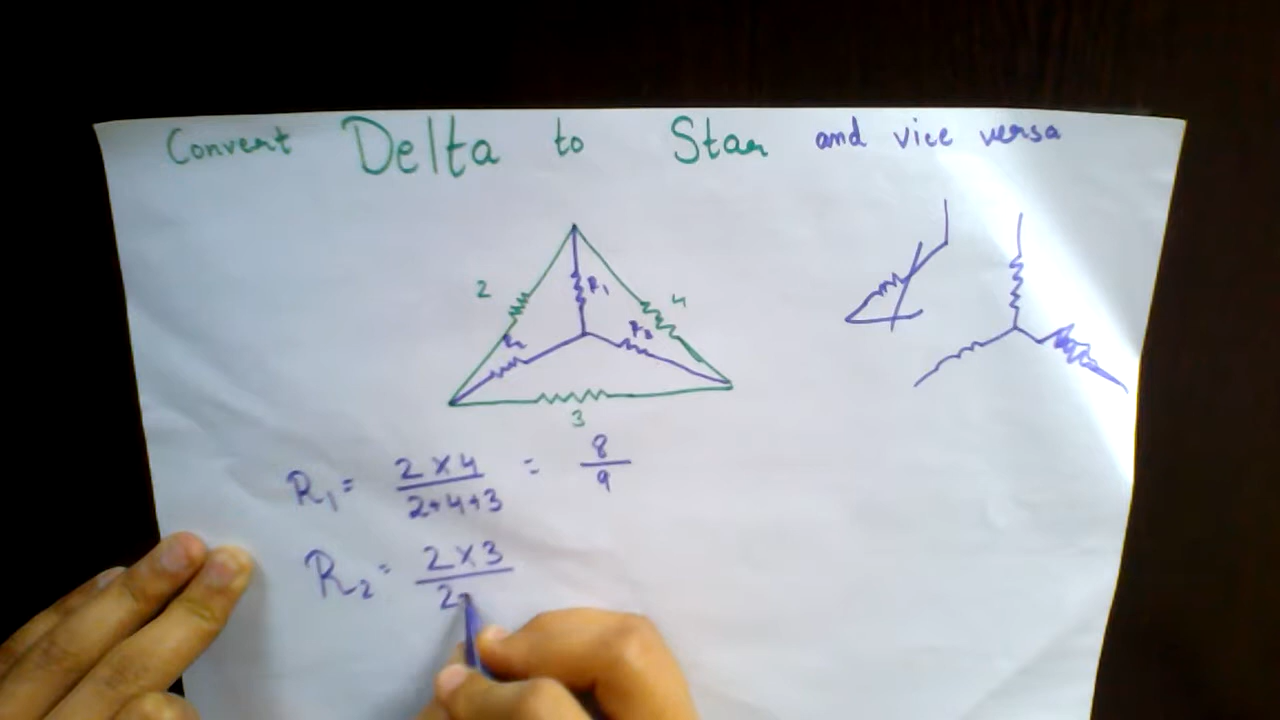 Convert Delta to Star and vice versa
2
R1
4
R2
R3
3
R1 = 2 x 4 / 2+4+3 = 8 / 9
R2 = 2 x 3 / 2+